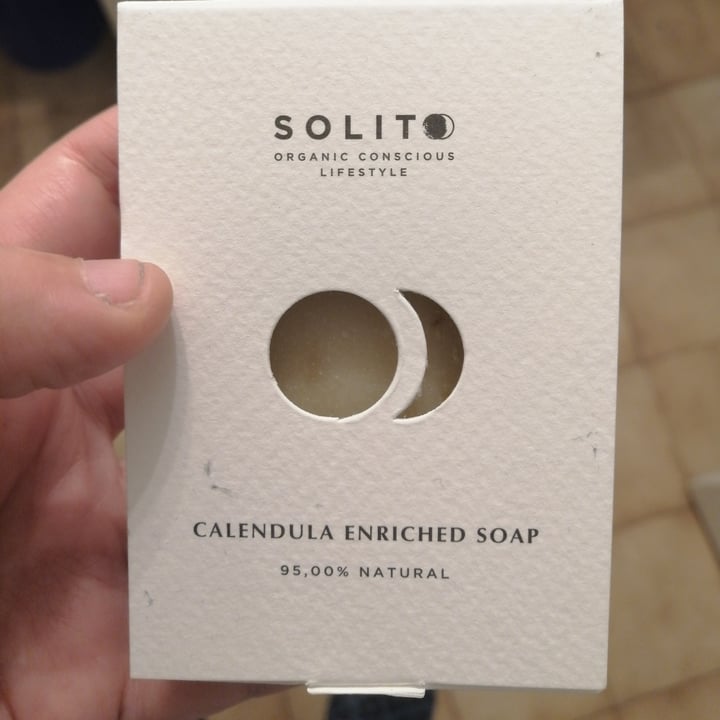 SOLITO
ORGANIC CONSCIOUS
LIFESTYLE
CALENDULA ENRICHED SOAP
95,00% NATURAL